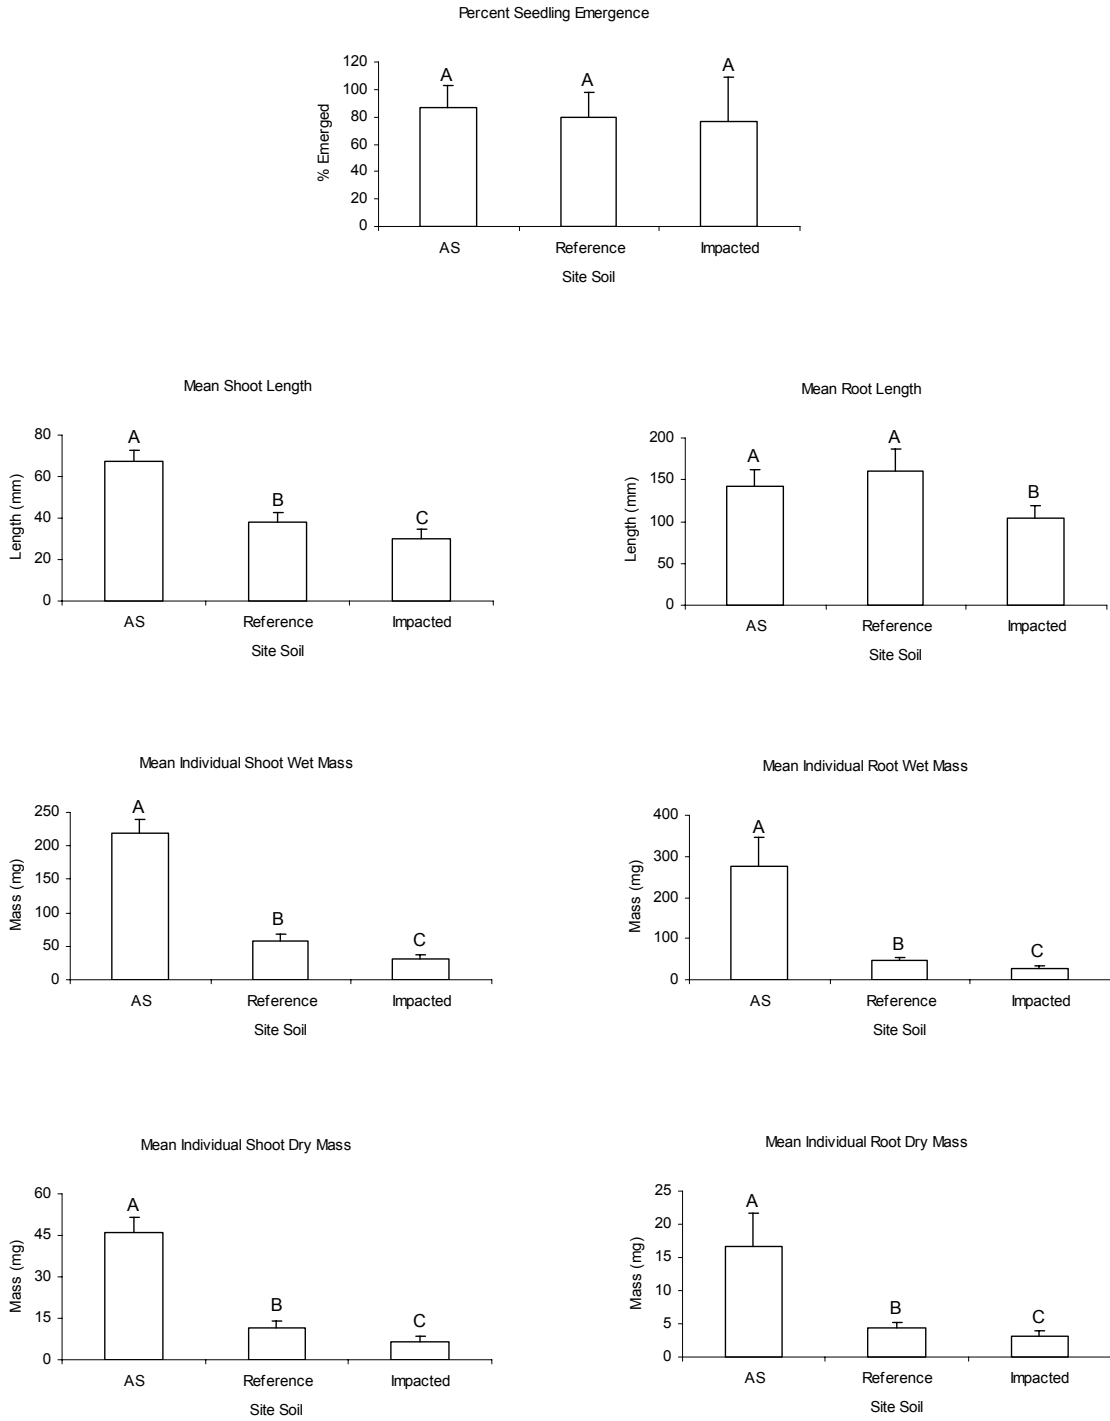 Percent Seedling Emergence
% Emerged
120
100
80
60
40
20
0
A
A
A
AS
Reference
Impacted
Site Soil
Mean Shoot Length
Length (mm)
80
60
40
20
0
A
B
C
AS
Reference
Impacted
Site Soil
Mean Root Length
Length (mm)
200
150
100
50
0
A
A
B
AS
Reference
Impacted
Site Soil
Mean Individual Shoot Wet Mass
Mass (mg)
250
200
150
100
50
0
A
B
C
AS
Reference
Impacted
Site Soil
Mean Individual Root Wet Mass
Mass (mg)
400
300
200
100
0
A
B
C
AS
Reference
Impacted
Site Soil
Mean Individual Shoot Dry Mass
Mass (mg)
60
45
30
15
0
A
B
C
AS
Reference
Impacted
Site Soil
Mean Individual Root Dry Mass
Mass (mg)
25
20
15
10
5
0
A
B
C
AS
Reference
Impacted
Site Soil